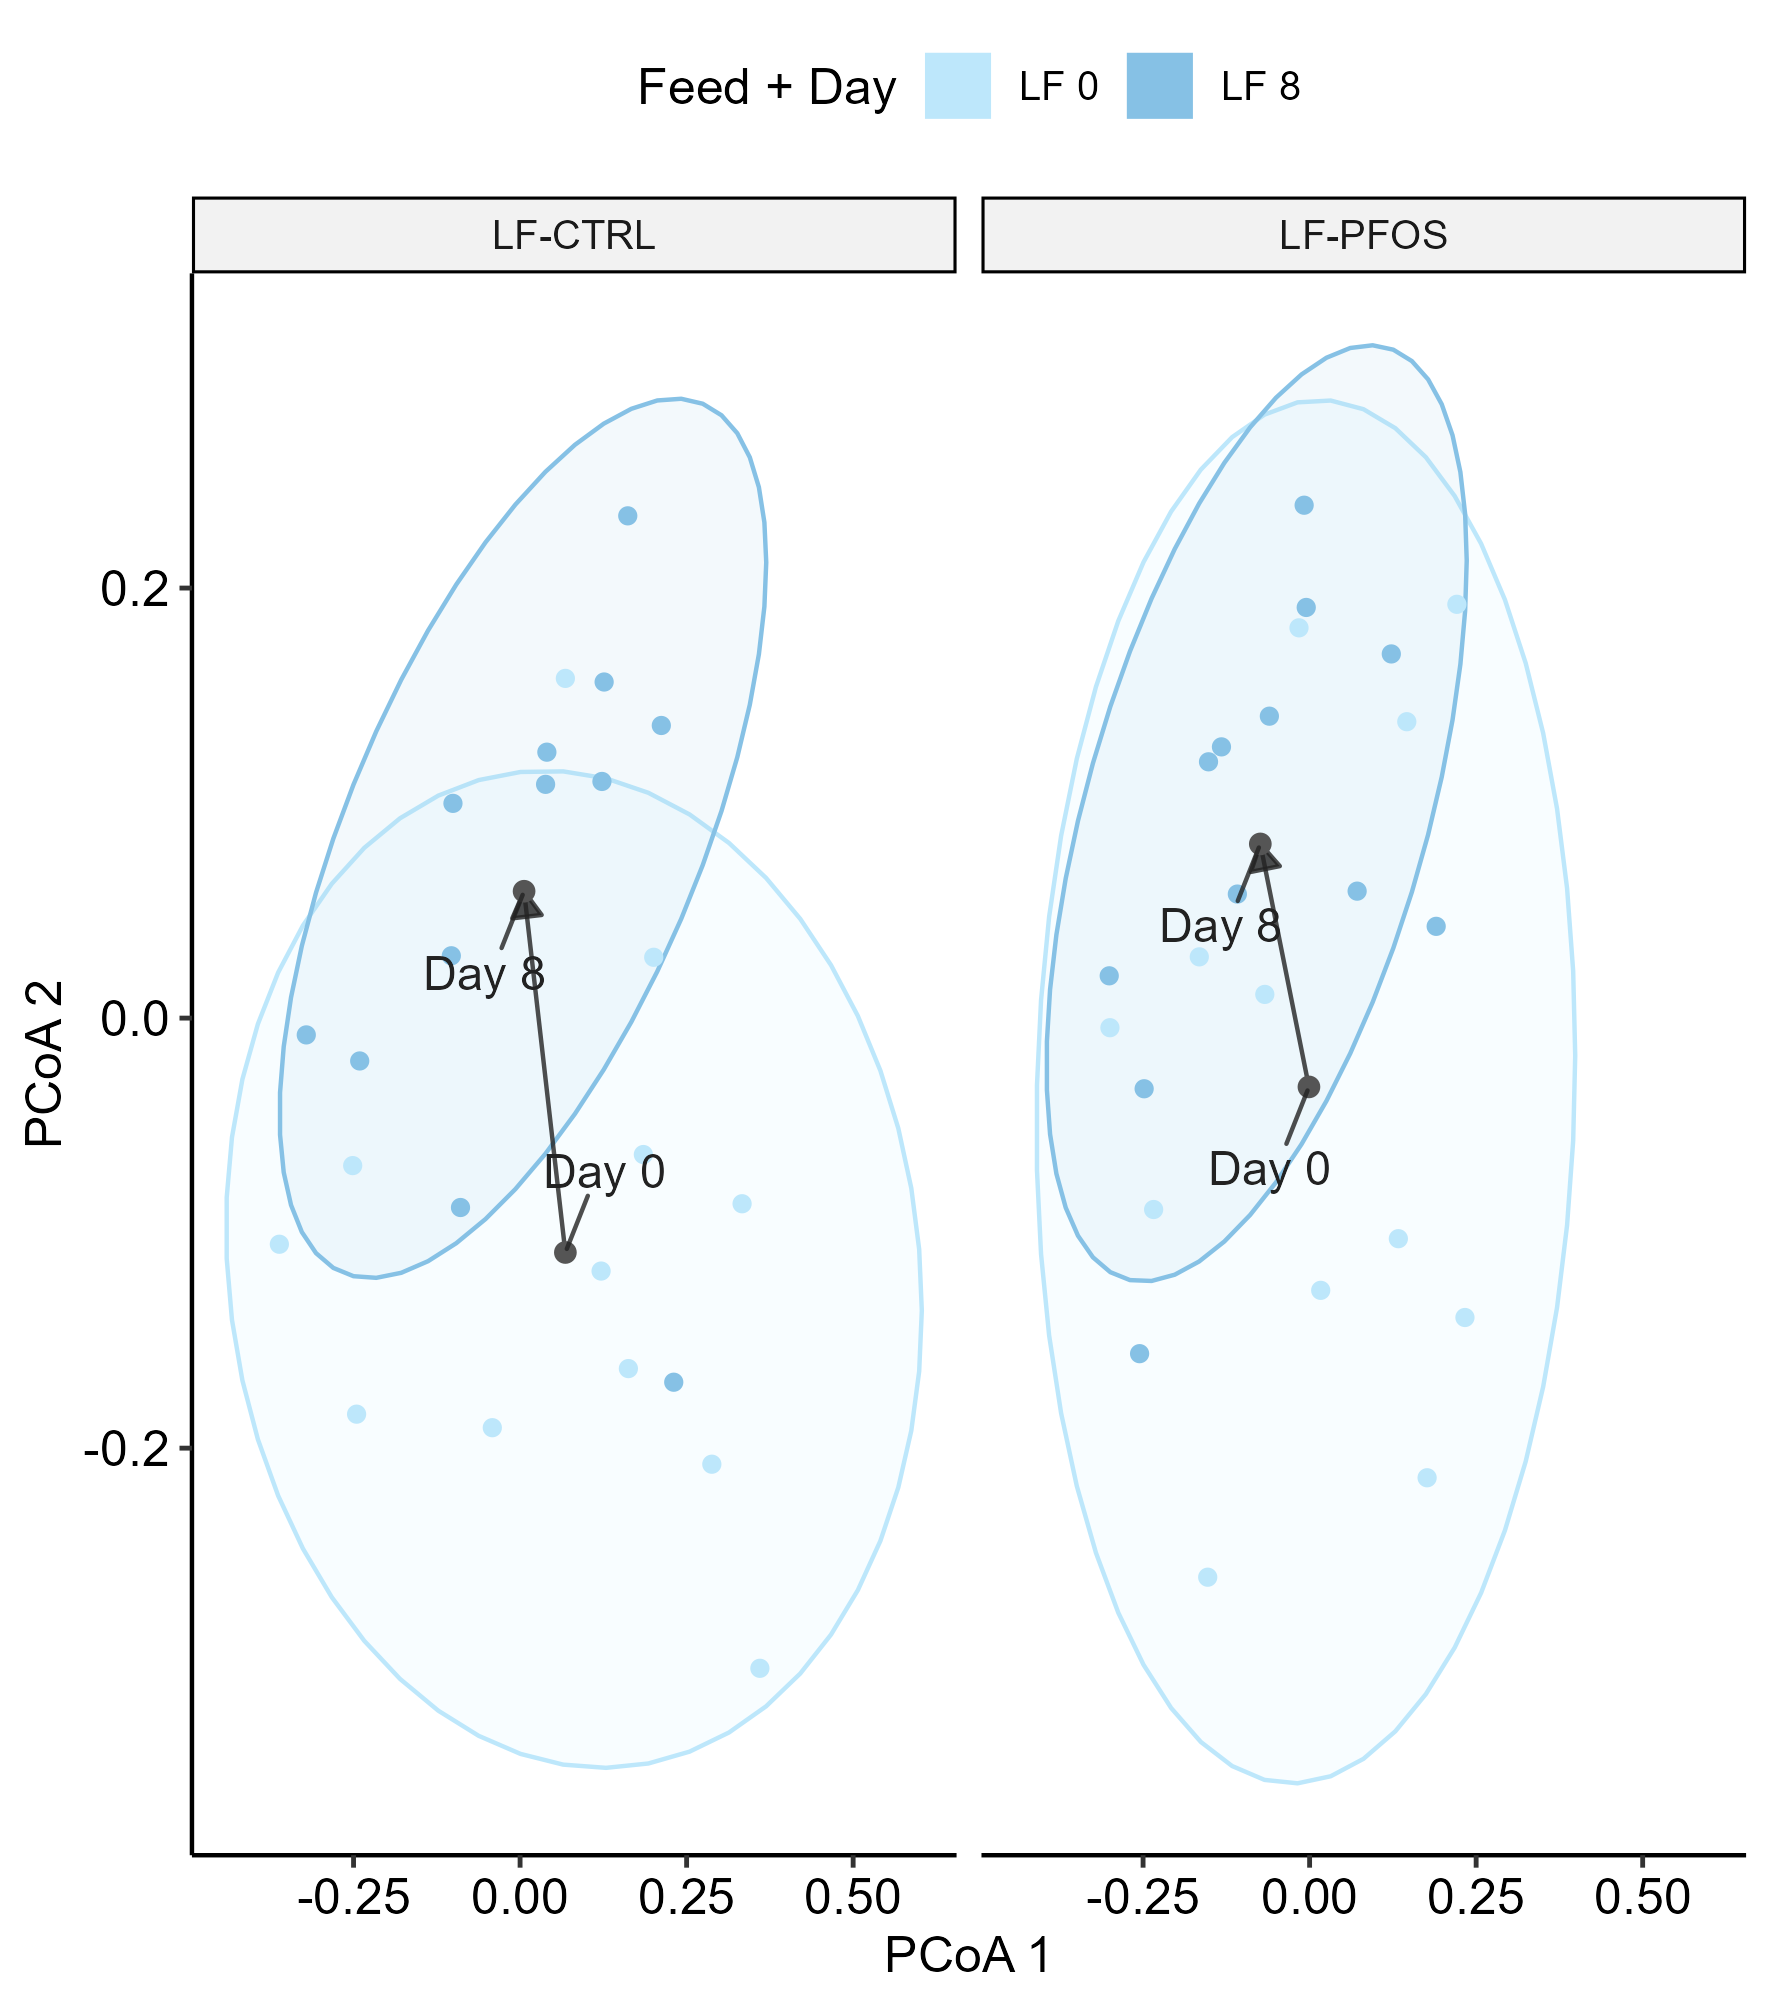 Feed + Day LF 0 LF 8
LF-CTRL LF-PFOS
0.2
0.0
-0.2
PCoA 2
Day 8
Day 0
Day 8
Day 0
-0.25 0.00 0.25 0.50 -0.25 0.00 0.25 0.50
PCoA 1